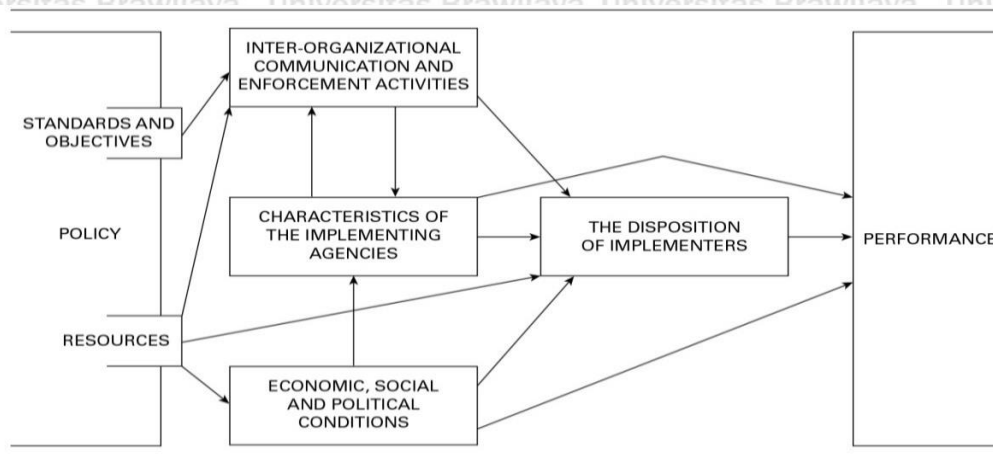 INTER-ORGANIZATIONAL
COMMUNICATION AND
ENFORCEMENT ACTIVITIES
STANDARDS AND
OBJECTIVES
POLICY
CHARACTERISTICS OF
THE IMPLEMENTING
AGENCIES
THE DISPOSITION
OF IMPLEMENTERS
PERFORMANCE
RESOURCES
ECONOMIC, SOCIAL
AND POLITICAL
CONDITIONS